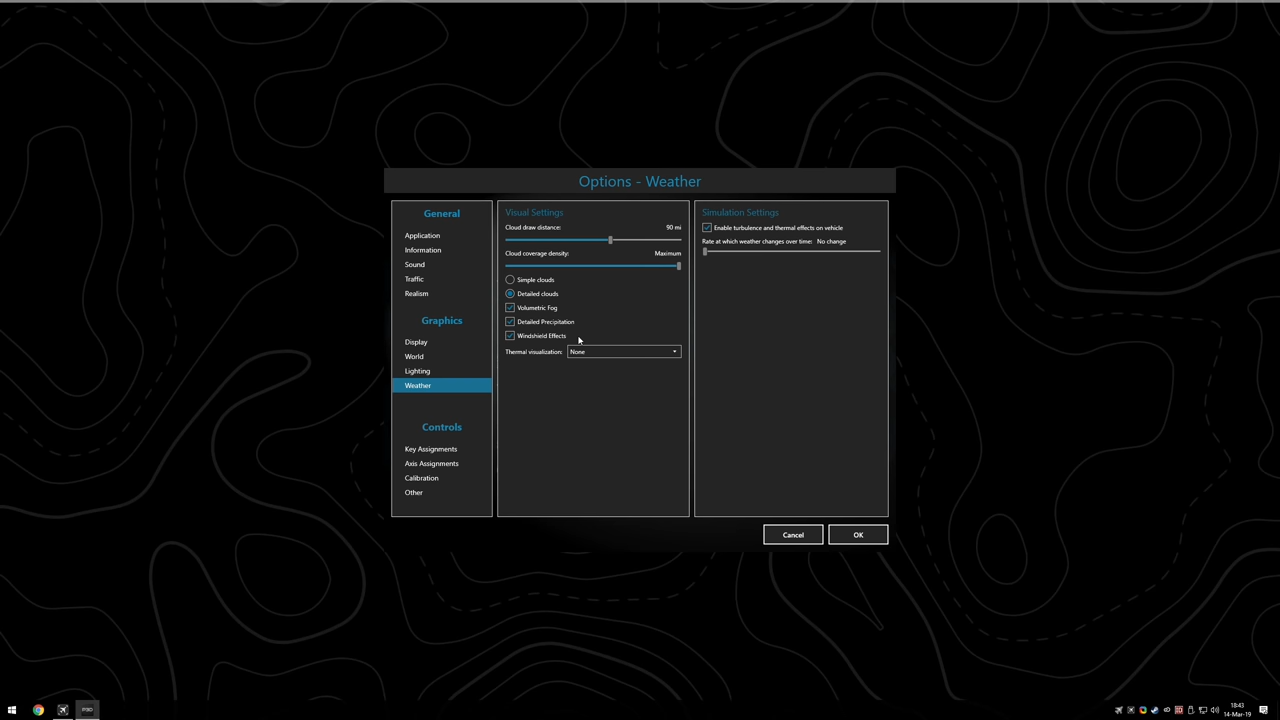 Options - Weather
General
Application
Information
Sound
Traffic
Realism
Graphics
Display
World
Lighting
Weather
Controls
Key Assignments
Axis Assignments
Calibration
Other
Visual Settings
Cloud draw distance: 90 mi
Cloud coverage density: Maximum
Simple clouds
Detailed clouds
Volumetric Fog
Detailed Precipitation
Windshield Effects
Thermal visualization: None
Simulation Settings
Enable turbulence and thermal effects on vehicle
Rate at which weather changes over time: No change
Cancel OK
P3D
18:43
14-Mar-19